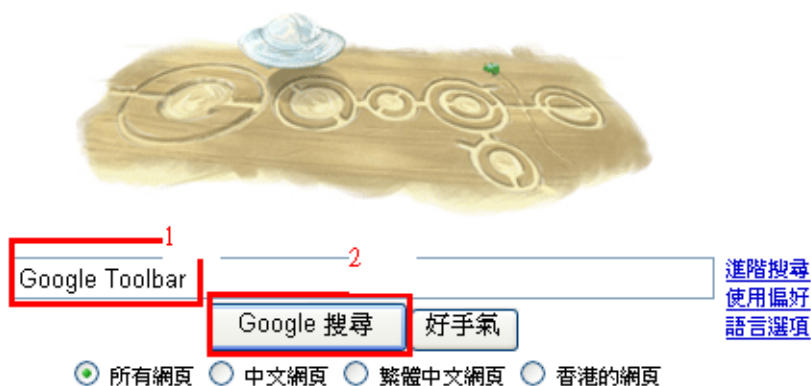 1
2
Google Toolbar
進階搜尋
使用偏好
語言選項
Google 搜尋
好手氣
所有網頁 中文網頁 繁體中文網頁 香港的網頁